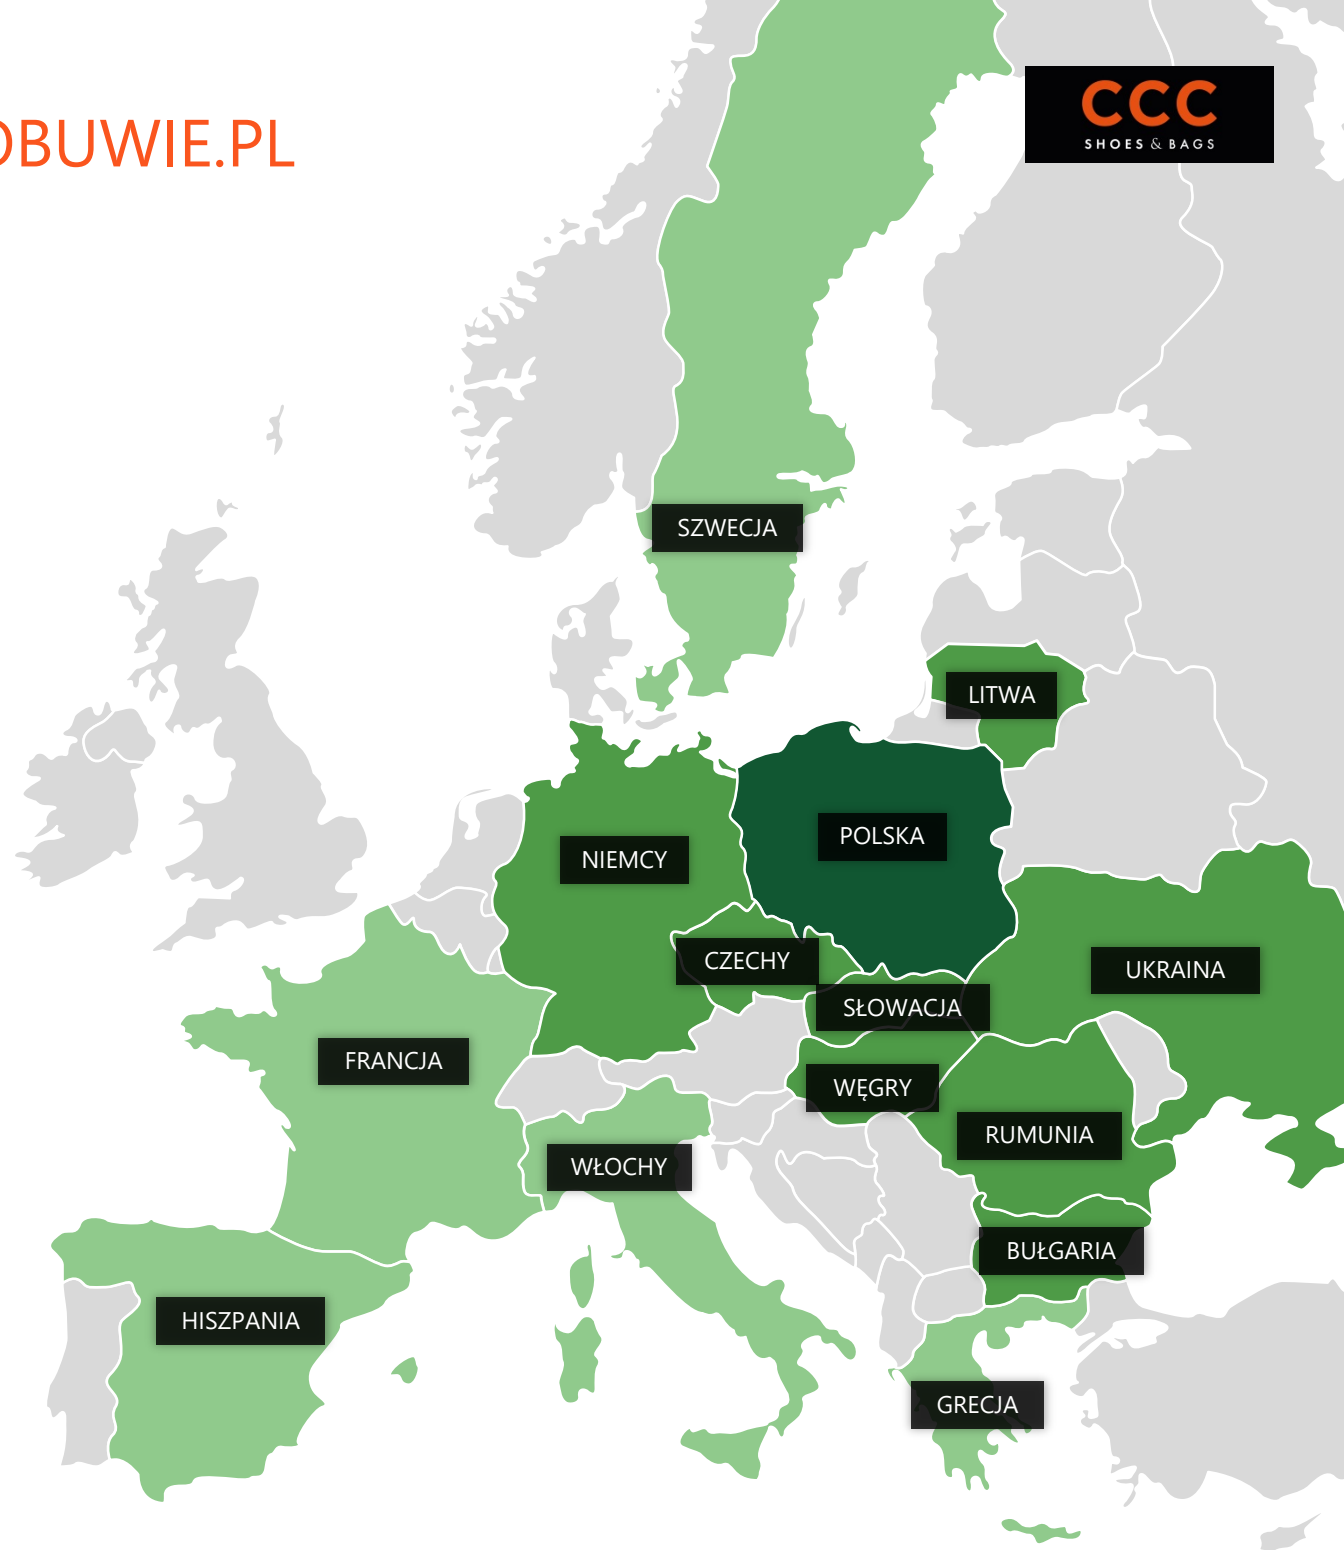 CCC
SHOES & BAGS
OBUWIE.PL
SZWECJA
LITWA
POLSKA
NIEMCY
CZECHY
UKRAINA
SŁOWACJA
FRANCJA
WĘGRY
RUMUNIA
WŁOCHY
BUŁGARIA
HISZPANIA
GRECJA